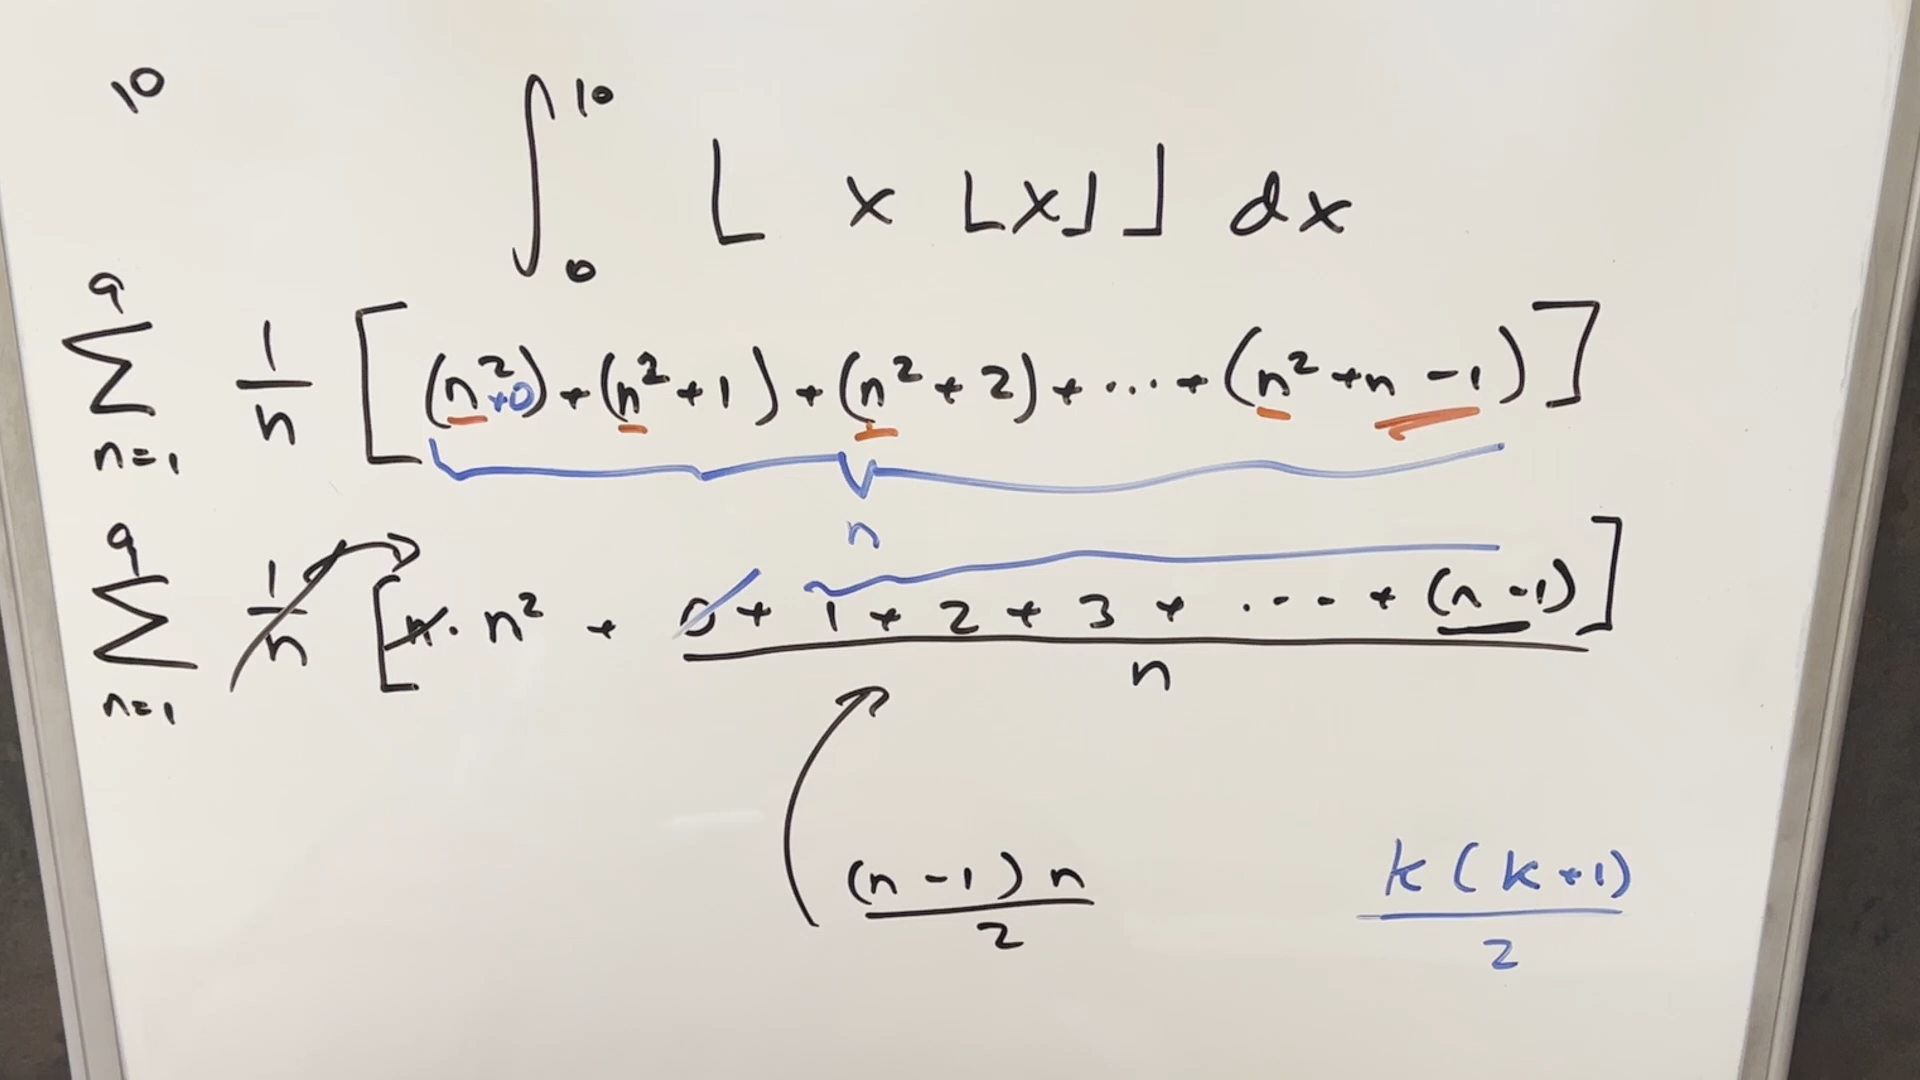 10
∫₀¹⁰ ⌊ x ⌊x⌋⌋ dx
∑ₙ₌₁⁹ 1/n [(n²+0) + (n²+1) + (n²+2) + ... + (n²+n-1)]
n
∑ₙ₌₁⁹ 1/n [n · n² + (0 + 1 + 2 + 3 + ... + (n-1))/n]
(n-1)n/2
k(k+1)/2